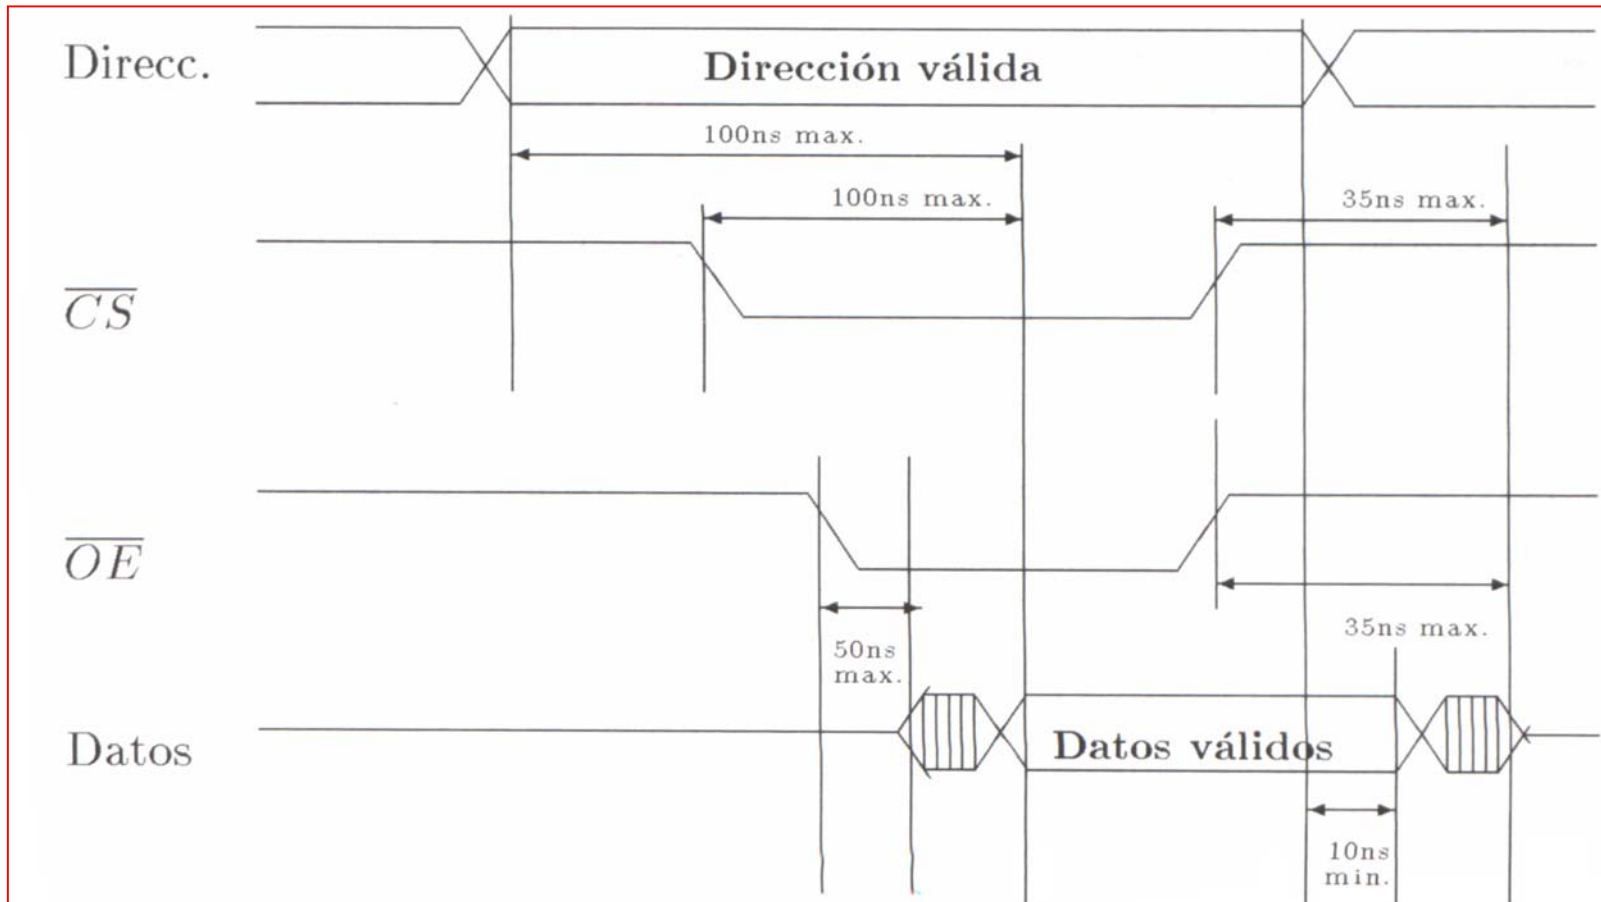 Direcc.
Dirección válida
100ns max.
100ns max.
35ns max.
CS
OE
50ns
max.
35ns max.
Datos
Datos válidos
10ns
min.